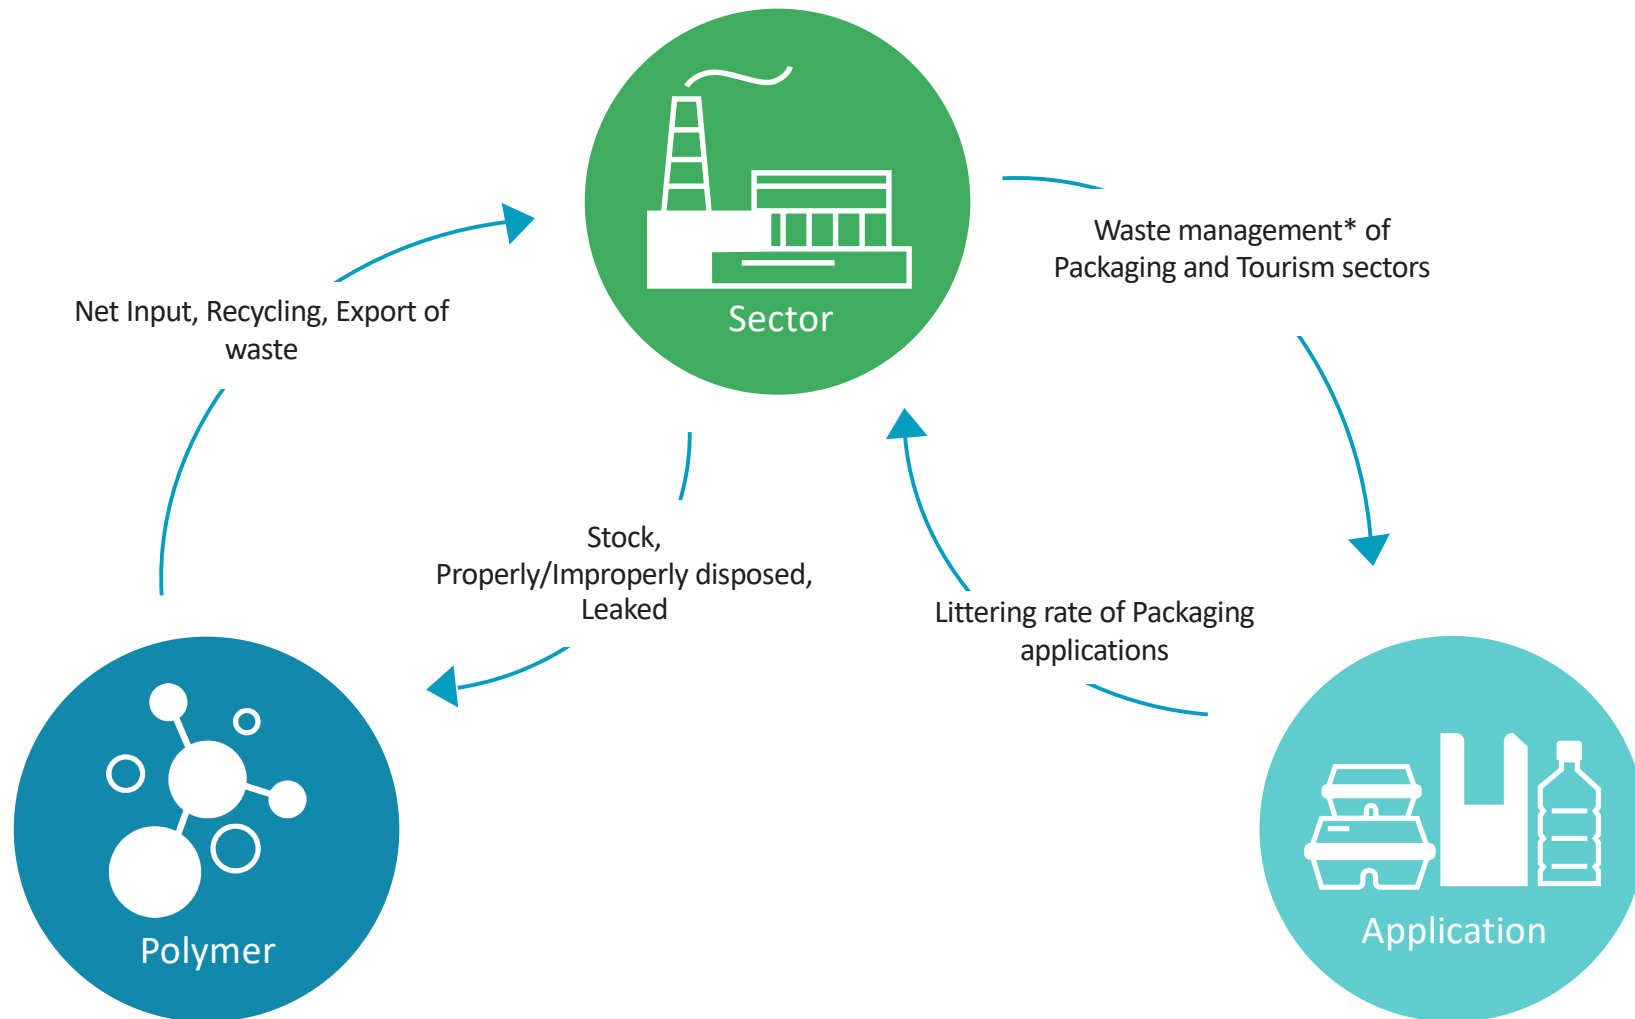 Sector
Waste management* of
Packaging and Tourism sectors
Net Input, Recycling, Export of
waste
Stock,
Properly/Improperly disposed,
Leaked
Littering rate of Packaging
applications
Polymer
Application